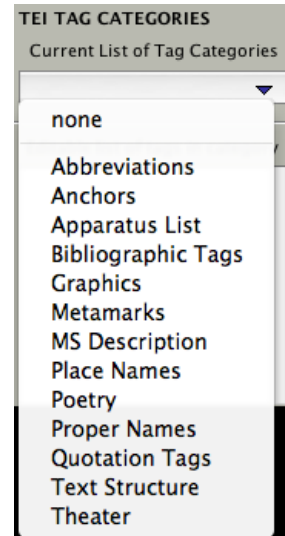 TEI TAG CATEGORIES
Current List of Tag Categories
none
Abbreviations
Anchors
Apparatus List
Bibliographic Tags
Graphics
Metamarks
MS Description
Place Names
Poetry
Proper Names
Quotation Tags
Text Structure
Theater